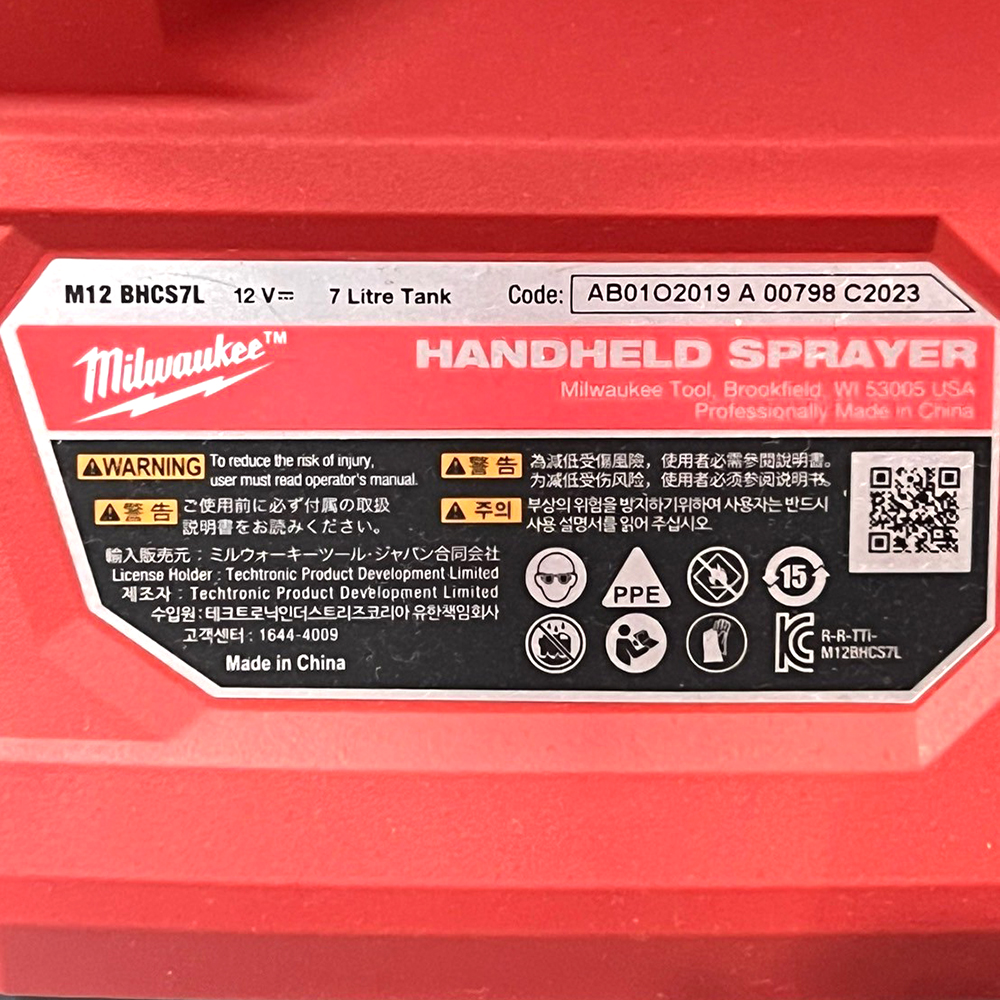 M12 BHCS7L 12 V⎓ 7 Litre Tank Code: AB01O2019 A 00798 C2023
Milwaukee™
HANDHELD SPRAYER
Milwaukee Tool, Brookfield, WI 53005 USA
Professionally Made in China
WARNING To reduce the risk of injury,
user must read operator's manual.
警告 ご使用前に必ず付属の取扱
説明書をお読みください。
警告 為減低受傷風險，使用者必需參閱說明書。
为减低受伤风险，使用者必须参阅说明书。
주의 부상의 위험을 방지하기위하여 사용자는 반드시
사용 설명서를 읽어 주십시오
輸入販売元：ミルウォーキーツール・ジャパン合同会社
License Holder : Techtronic Product Development Limited
제조자 : Techtronic Product Development Limited
수입원 : 테크트로닉인더스트리즈코리아 유한책임회사
고객센터 : 1644-4009
Made in China
PPE
15
R-R-TTi-
M12BHCS7L